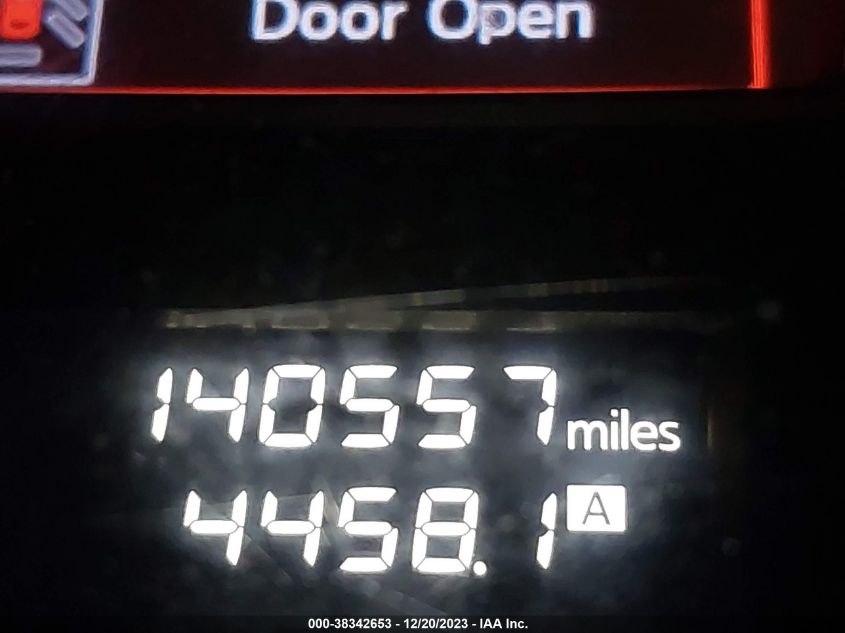 Door Open
140557 miles
4458.1 A
000-38342653 - 12/20/2023 - IAA Inc.